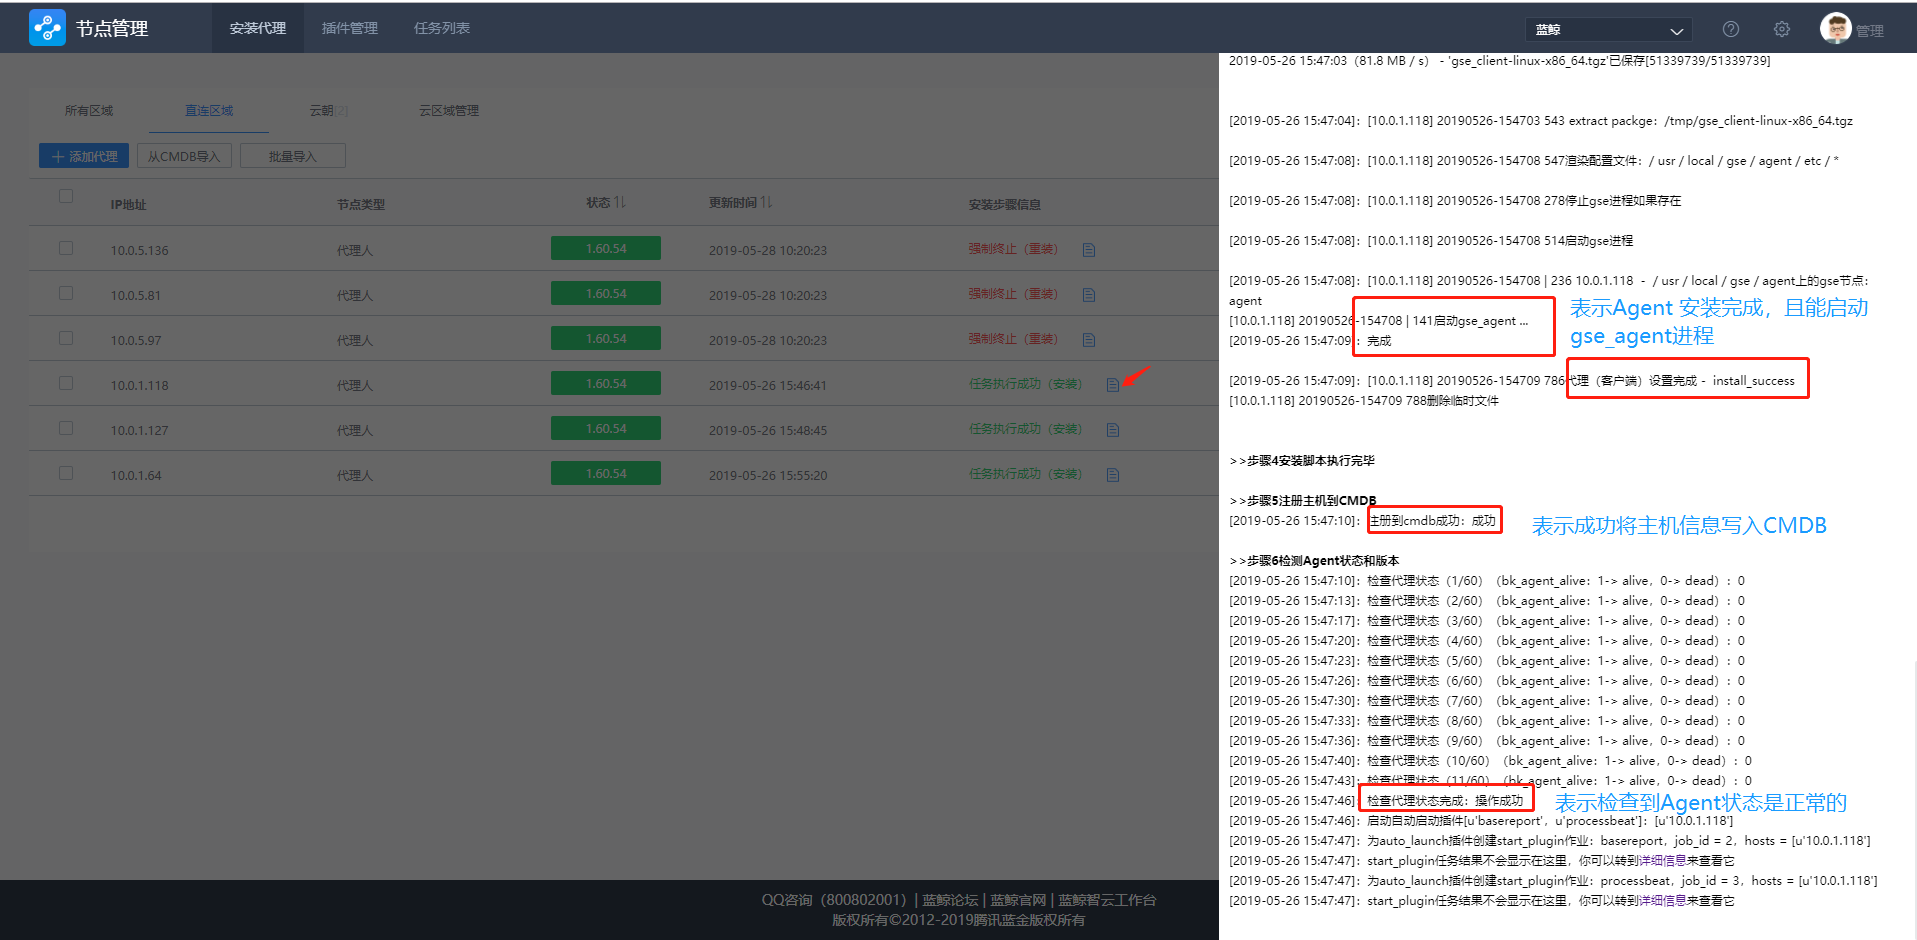 节点管理
安装代理
插件管理
任务列表
蓝鲸
管理
所有区域
直连区域
云朝[2]
云区域管理
添加代理
从CMDB导入
批量导入
IP地址
节点类型
状态
更新时间
安装步骤信息
10.0.5.136
代理人
1.60.54
2019-05-28 10:20:23
强制终止（重装）
10.0.5.81
代理人
1.60.54
2019-05-28 10:20:23
强制终止（重装）
10.0.5.97
代理人
1.60.54
2019-05-28 10:20:23
强制终止（重装）
10.0.1.118
代理人
1.60.54
2019-05-26 15:46:41
任务执行成功（安装）
10.0.1.127
代理人
1.60.54
2019-05-26 15:48:45
任务执行成功（安装）
10.0.1.64
代理人
1.60.54
2019-05-26 15:55:20
任务执行成功（安装）
2019-05-26 15:47:03（81.8 MB / s） - 'gse_client-linux-x86_64.tgz'已保存[51339739/51339739]
[2019-05-26 15:47:04]：[10.0.1.118] 20190526-154703 543 extract packge：/tmp/gse_client-linux-x86_64.tgz
[2019-05-26 15:47:08]：[10.0.1.118] 20190526-154708 547渲染配置文件：/ usr / local / gse / agent / etc / *
[2019-05-26 15:47:08]：[10.0.1.118] 20190526-154708 278停止gse进程如果存在
[2019-05-26 15:47:08]：[10.0.1.118] 20190526-154708 514启动gse进程
[2019-05-26 15:47:08]：[10.0.1.118] 20190526-154708 | 236 10.0.1.118 - / usr / local / gse / agent上的gse节点：
agent
[10.0.1.118] 20190526-154708 | 141启动gse_agent ...
[2019-05-26 15:47:09]：完成
表示Agent 安装完成，且能启动
gse_agent进程
[2019-05-26 15:47:09]：[10.0.1.118] 20190526-154709 786代理（客户端）设置完成 - install_success
[10.0.1.118] 20190526-154709 788删除临时文件
>>步骤4安装脚本执行完毕
>>步骤5注册主机到CMDB
[2019-05-26 15:47:10]：注册到cmdb成功：成功
表示成功将主机信息写入CMDB
>>步骤6检测Agent状态和版本
[2019-05-26 15:47:10]：检查代理状态（1/60）（bk_agent_alive：1-> alive，0-> dead）：0
[2019-05-26 15:47:13]：检查代理状态（2/60）（bk_agent_alive：1-> alive，0-> dead）：0
[2019-05-26 15:47:17]：检查代理状态（3/60）（bk_agent_alive：1-> alive，0-> dead）：0
[2019-05-26 15:47:20]：检查代理状态（4/60）（bk_agent_alive：1-> alive，0-> dead）：0
[2019-05-26 15:47:23]：检查代理状态（5/60）（bk_agent_alive：1-> alive，0-> dead）：0
[2019-05-26 15:47:26]：检查代理状态（6/60）（bk_agent_alive：1-> alive，0-> dead）：0
[2019-05-26 15:47:30]：检查代理状态（7/60）（bk_agent_alive：1-> alive，0-> dead）：0
[2019-05-26 15:47:33]：检查代理状态（8/60）（bk_agent_alive：1-> alive，0-> dead）：0
[2019-05-26 15:47:36]：检查代理状态（9/60）（bk_agent_alive：1-> alive，0-> dead）：0
[2019-05-26 15:47:40]：检查代理状态（10/60）（bk_agent_alive：1-> alive，0-> dead）：0
[2019-05-26 15:47:43]：检查代理状态（11/60）（bk_agent_alive：1-> alive，0-> dead）：0
[2019-05-26 15:47:46]：检查代理状态完成：操作成功
表示检查到Agent状态是正常的
[2019-05-26 15:47:46]：启动自动启动插件[u'basereport'，u'processbeat']：[u'10.0.1.118']
[2019-05-26 15:47:47]：为auto_launch插件创建start_plugin作业：basereport，job_id = 2，hosts = [u'10.0.1.118']
[2019-05-26 15:47:47]：start_plugin任务结果不会显示在这里，你可以转到详细信息来查看它
[2019-05-26 15:47:47]：为auto_launch插件创建start_plugin作业：processbeat，job_id = 3，hosts = [u'10.0.1.118']
[2019-05-26 15:47:47]：start_plugin任务结果不会显示在这里，你可以转到详细信息来查看它
QQ咨询（800802001）| 蓝鲸论坛 | 蓝鲸官网 | 蓝鲸智云工作台
版权所有©2012-2019腾讯蓝金版权所有